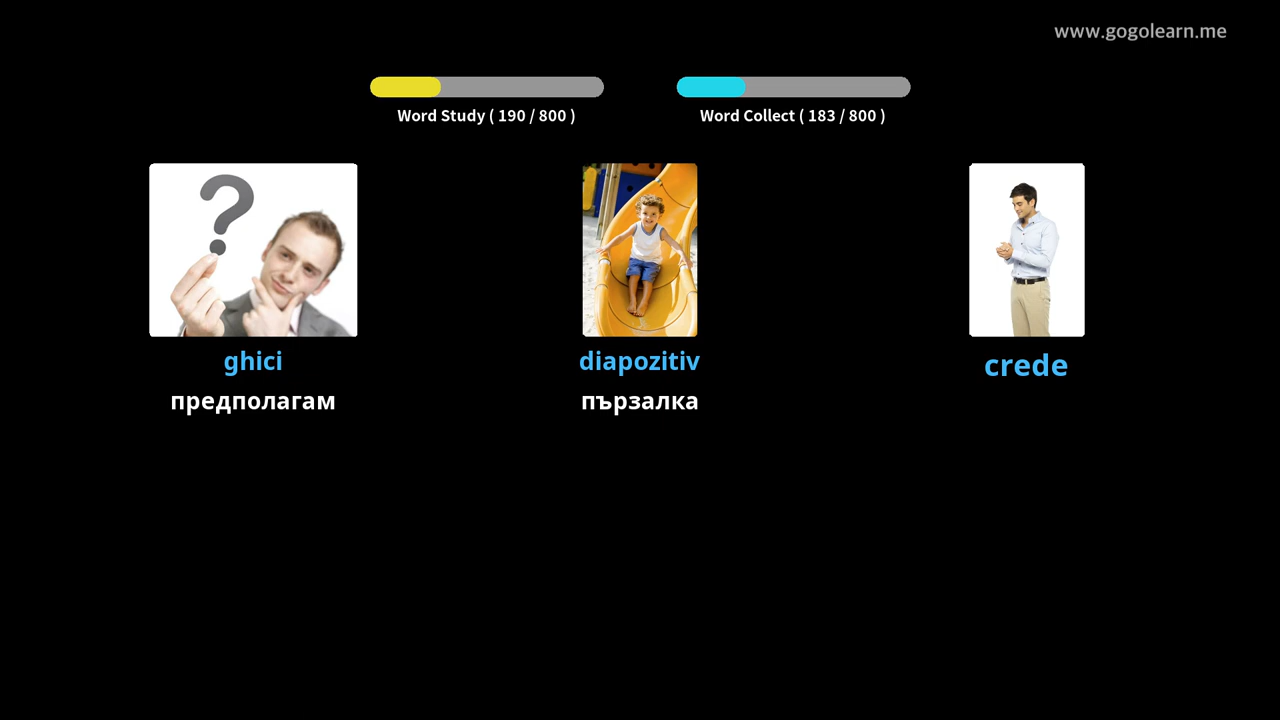 www.gogolearn.me
Word Study ( 190 / 800 )
Word Collect ( 183 / 800 )
?
ghici
diapozitiv
crede
предполагам
пързалка